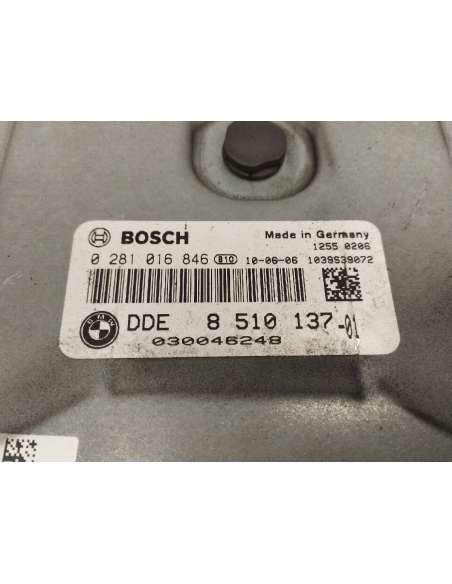 BOSCH Made in Germany
1255 0206
0 281 016 846 B10 10-06-06 1039S39072
BMW DDE 8 510 137-01
030046248